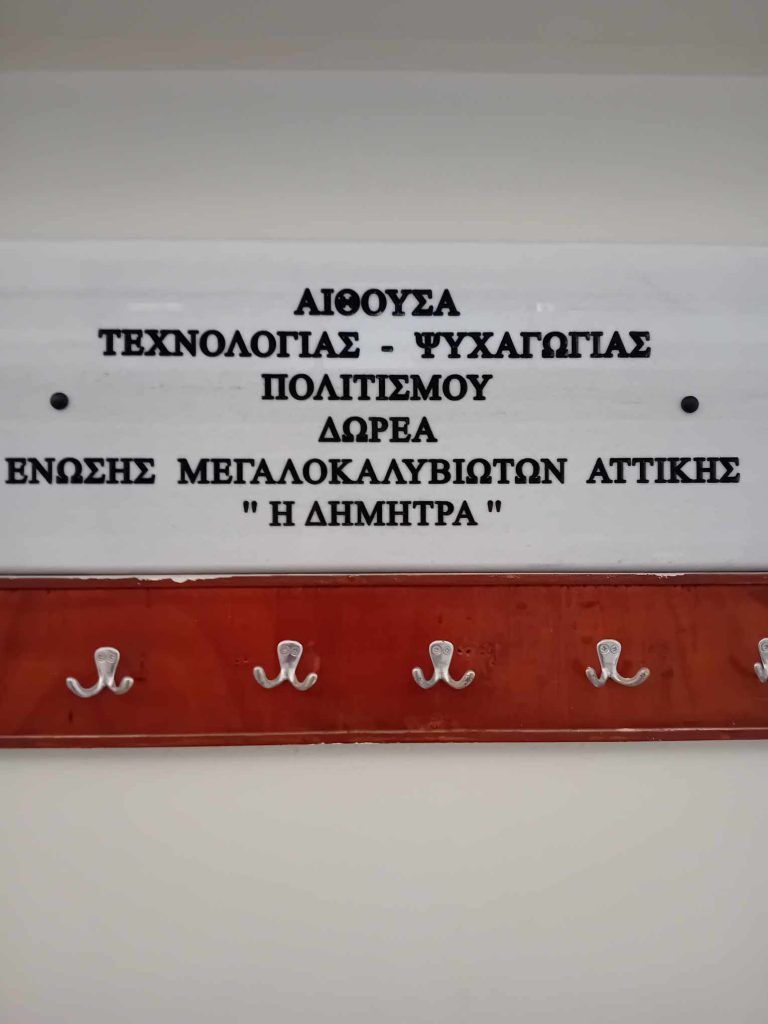 ΑΙΘΟΥΣΑ
ΤΕΧΝΟΛΟΓΙΑΣ - ΨΥΧΑΓΩΓΙΑΣ
ΠΟΛΙΤΙΣΜΟΥ
ΔΩΡΕΑ
ΕΝΩΣΗΣ ΜΕΓΑΛΟΚΑΛΥΒΙΩΤΩΝ ΑΤΤΙΚΗΣ
" Η ΔΗΜΗΤΡΑ "